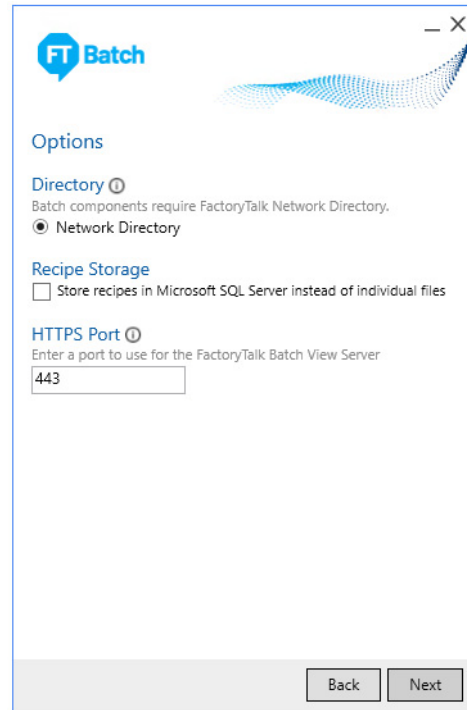 FT Batch
Options
Directory
Batch components require FactoryTalk Network Directory.
Network Directory
Recipe Storage
Store recipes in Microsoft SQL Server instead of individual files
HTTPS Port
Enter a port to use for the FactoryTalk Batch View Server
443
Back Next